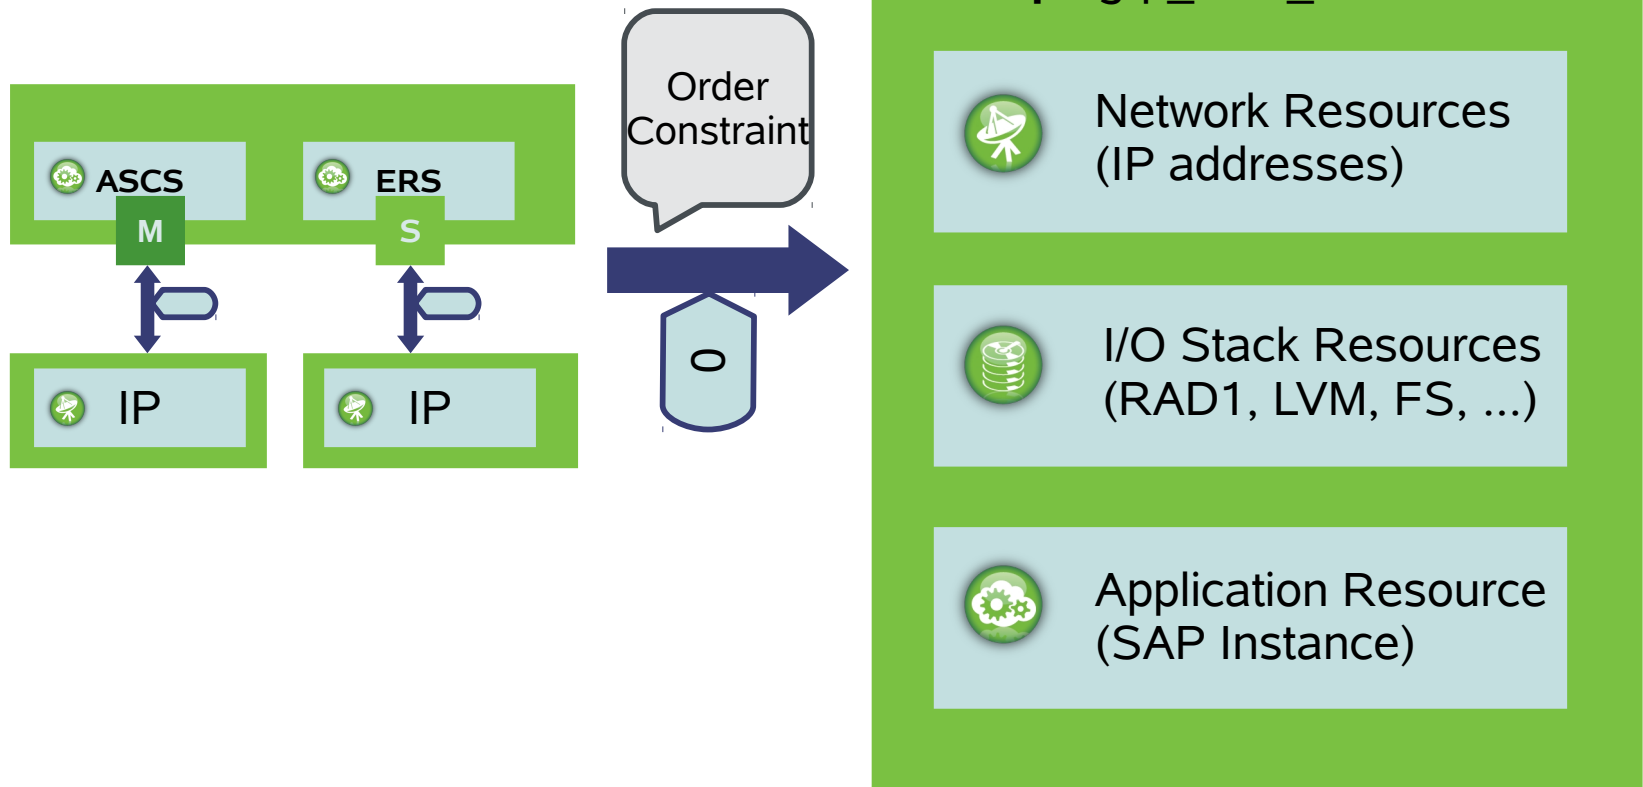 ASCS
ERS
M
S
IP
IP
Order
Constraint
0
Network Resources
(IP addresses)
I/O Stack Resources
(RAD1, LVM, FS, ...)
Application Resource
(SAP Instance)